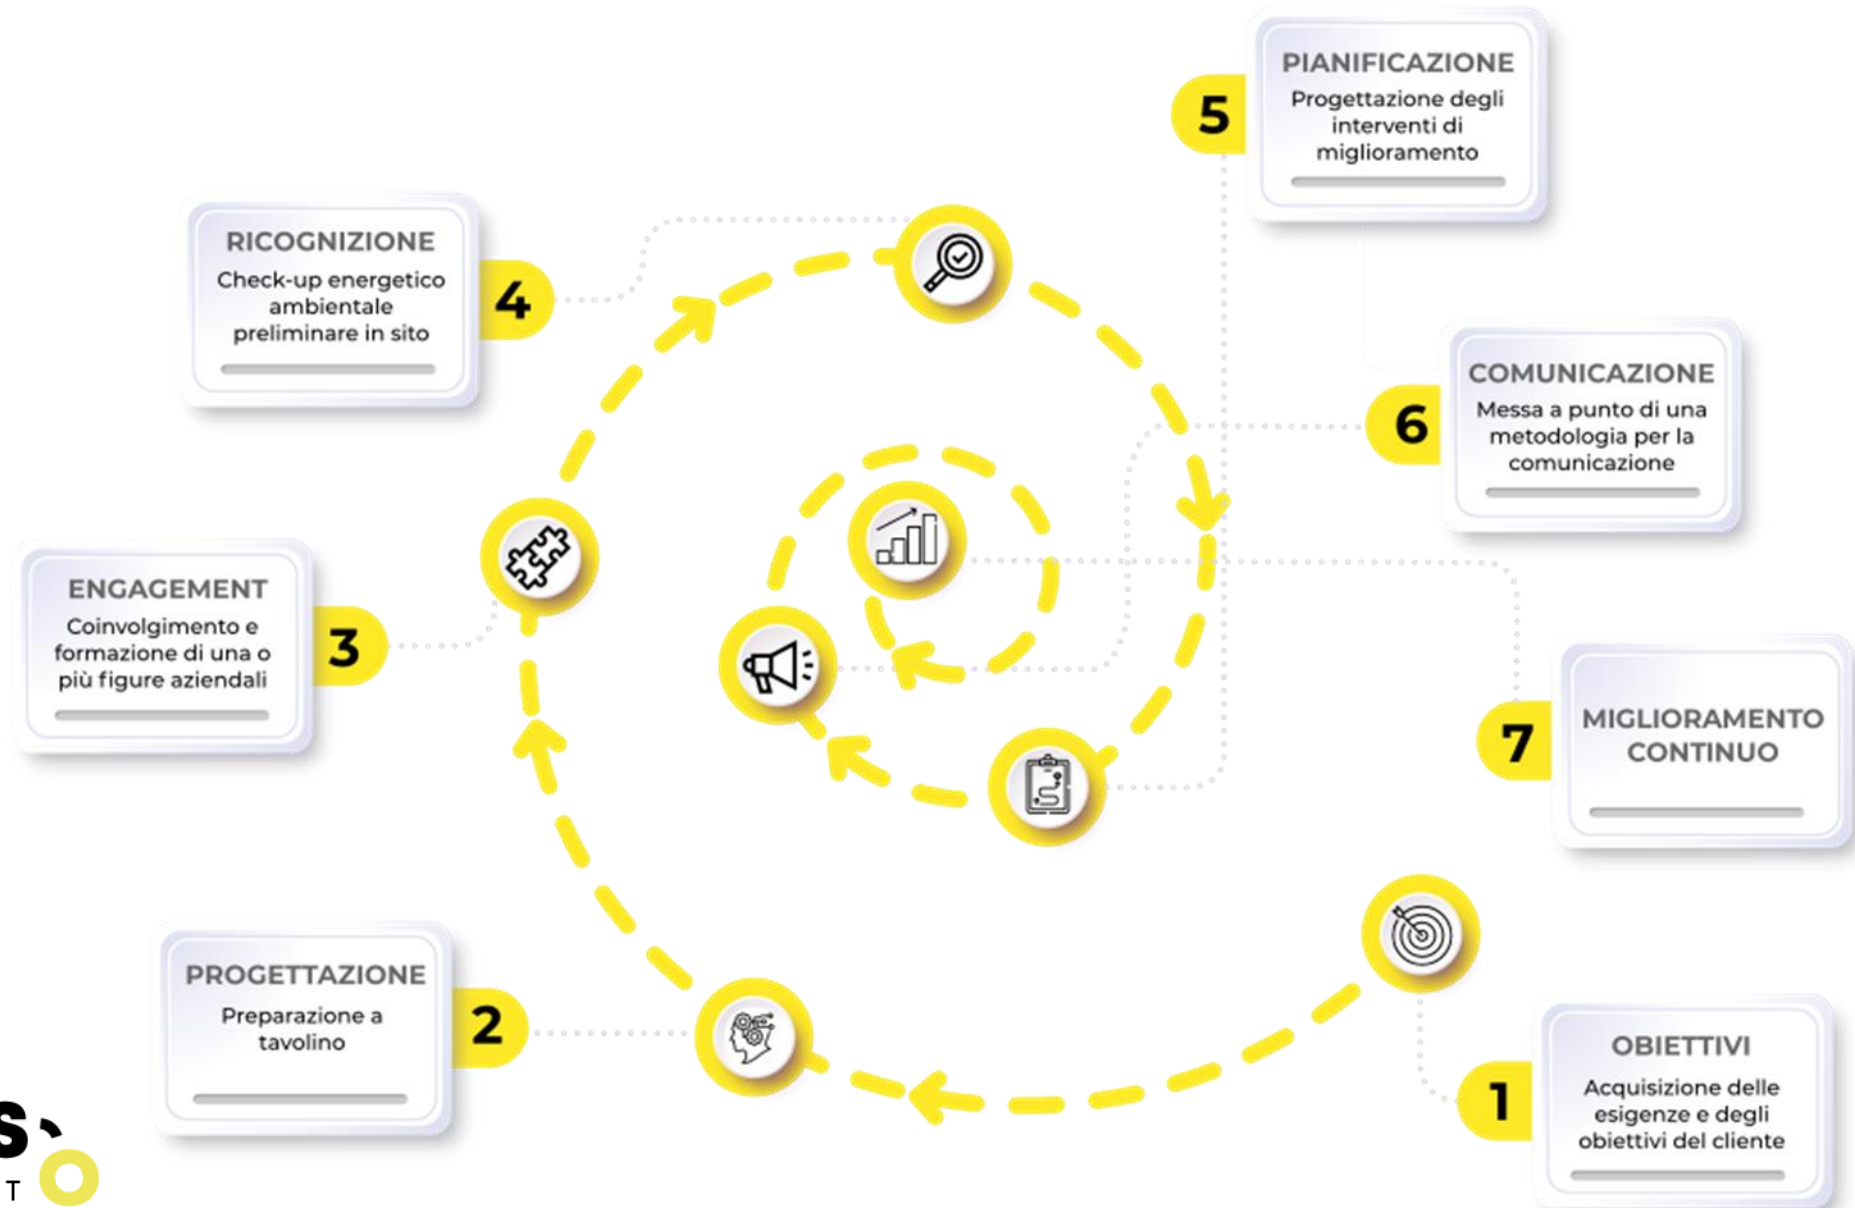 5
PIANIFICAZIONE
Progettazione degli
interventi di
miglioramento
RICOGNIZIONE
Check-up energetico
ambientale
preliminare in sito
4
6
COMUNICAZIONE
Messa a punto di una
metodologia per la
comunicazione
ENGAGEMENT
Coinvolgimento e
formazione di una o
più figure aziendali
3
7
MIGLIORAMENTO
CONTINUO
PROGETTAZIONE
Preparazione a
tavolino
2
1
OBIETTIVI
Acquisizione delle
esigenze e degli
obiettivi del cliente
S
T